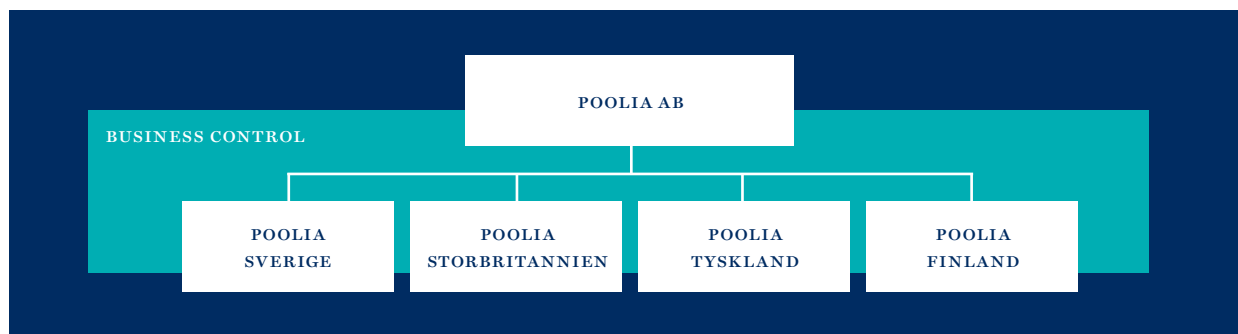 POOLIA AB
BUSINESS CONTROL
POOLIA
SVERIGE
POOLIA
STORBRITANNIEN
POOLIA
TYSKLAND
POOLIA
FINLAND